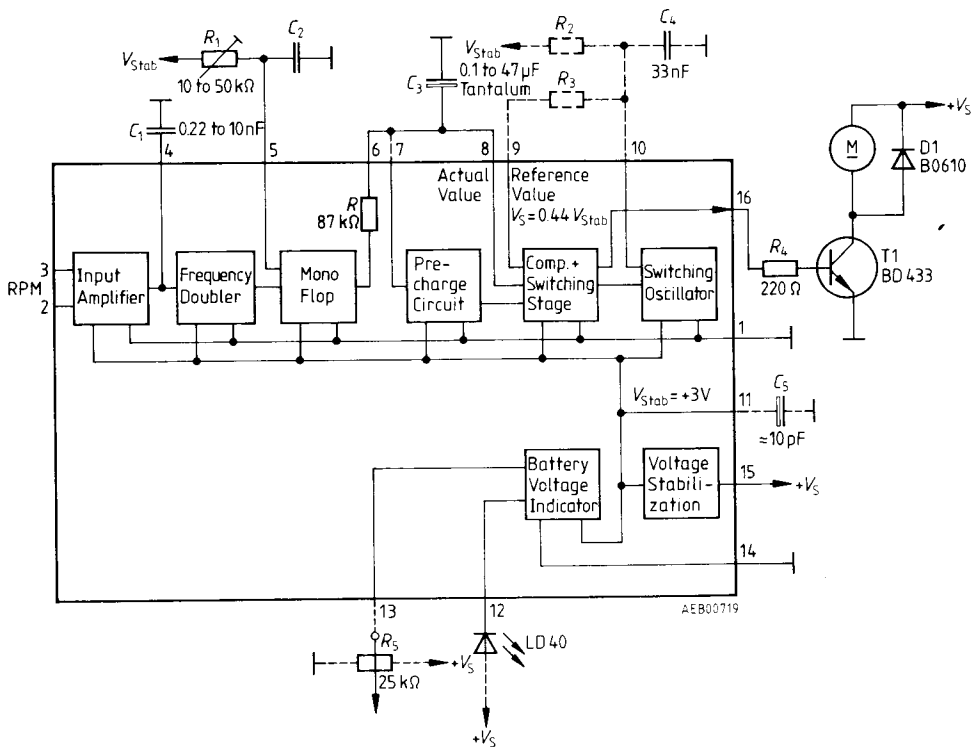 R₁
C₂
V_Stab
10 to 50 kΩ
R₂
C₄
V_Stab
33 nF
0.1 to 47 µF
Tantalum
C₃
R₃
C₁
0.22 to 10 nF
+V_S
M
D1
B0610
4
5
6
7
8
9
10
Actual
Value
Reference
Value
V_S = 0.44 V_Stab
16
R
87 kΩ
R₄
220 Ω
T1
BD 433
RPM
3
2
Input
Amplifier
Frequency
Doubler
Mono
Flop
Pre-
charge
Circuit
Comp.+
Switching
Stage
Switching
Oscillator
1
V_Stab = +3V
11
C₅
≈10 pF
Battery
Voltage
Indicator
Voltage
Stabili-
zation
15
+V_S
14
13
12
AEB00719
R₅
25 kΩ
+V_S
LD 40
+V_S